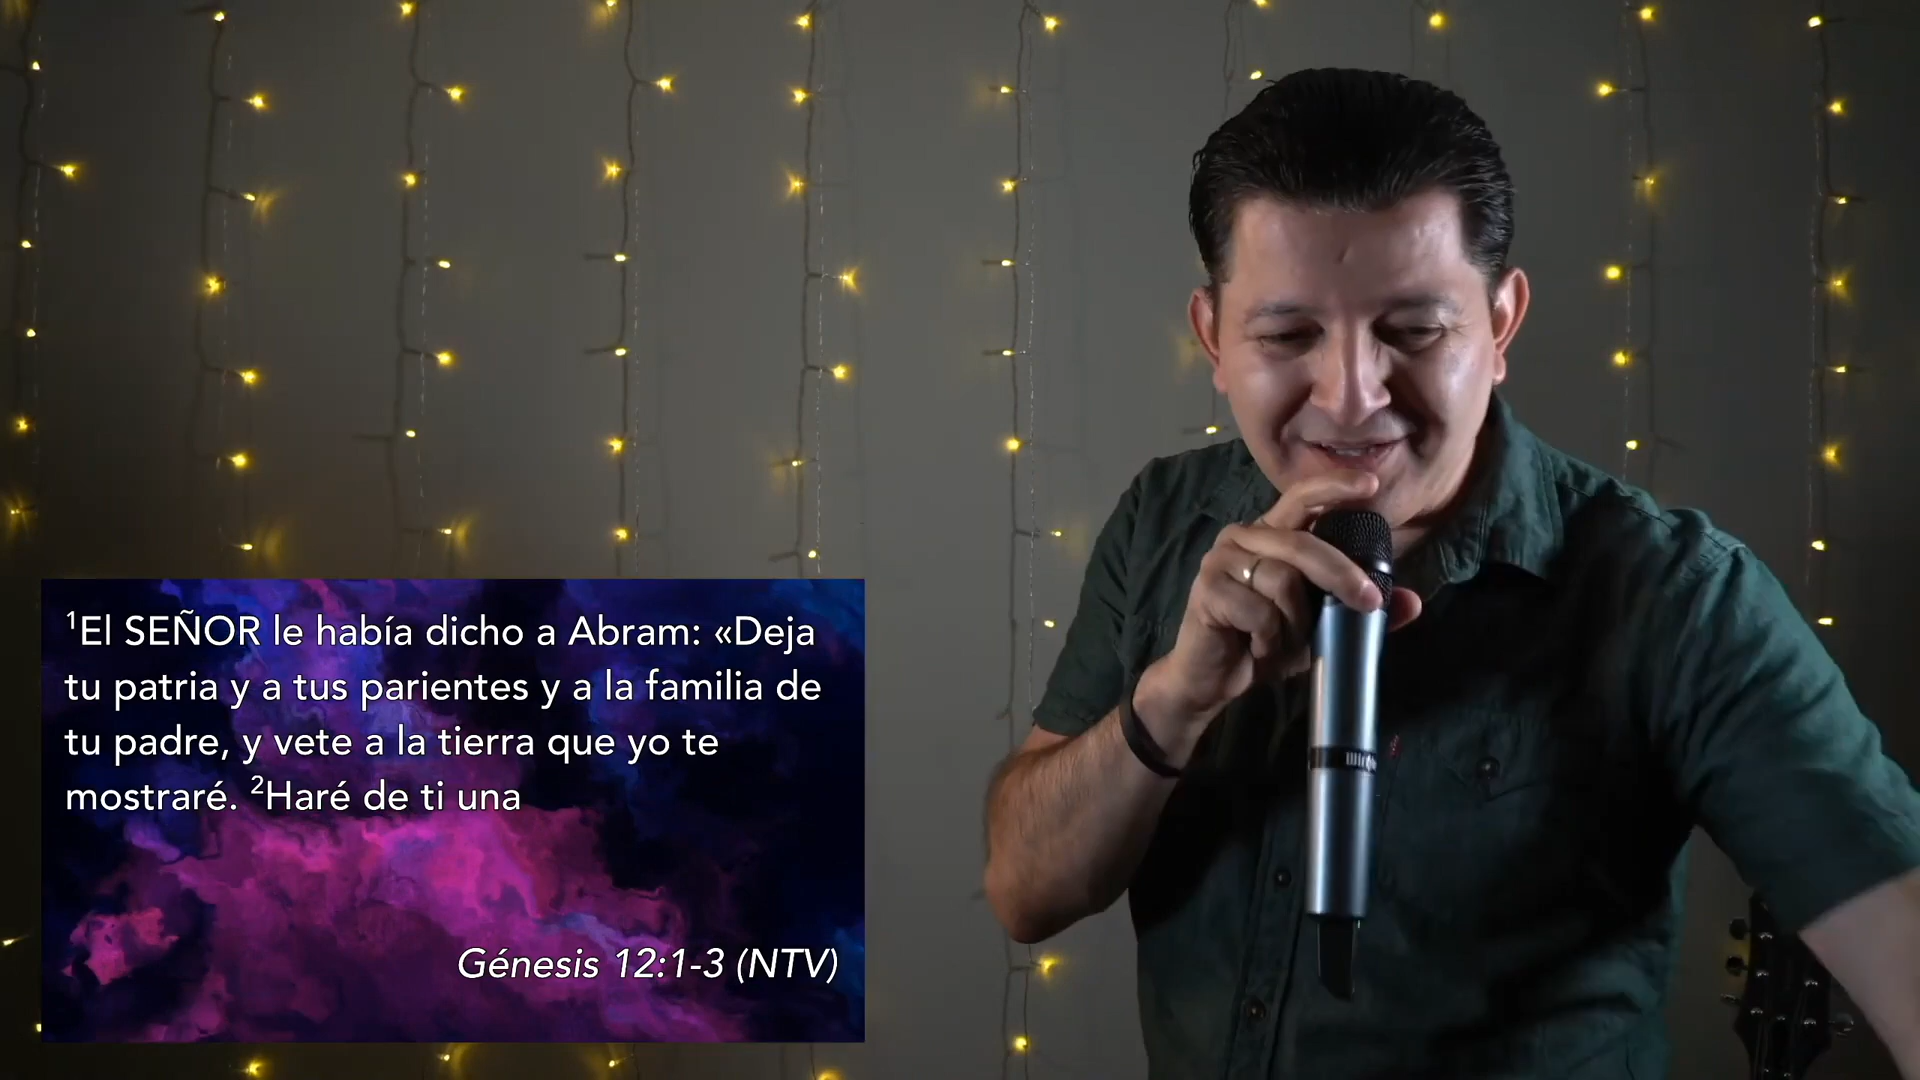 ¹El SEÑOR le había dicho a Abram: «Deja
tu patria y a tus parientes y a la familia de
tu padre, y vete a la tierra que yo te
mostraré. ²Haré de ti una
Génesis 12:1-3 (NTV)